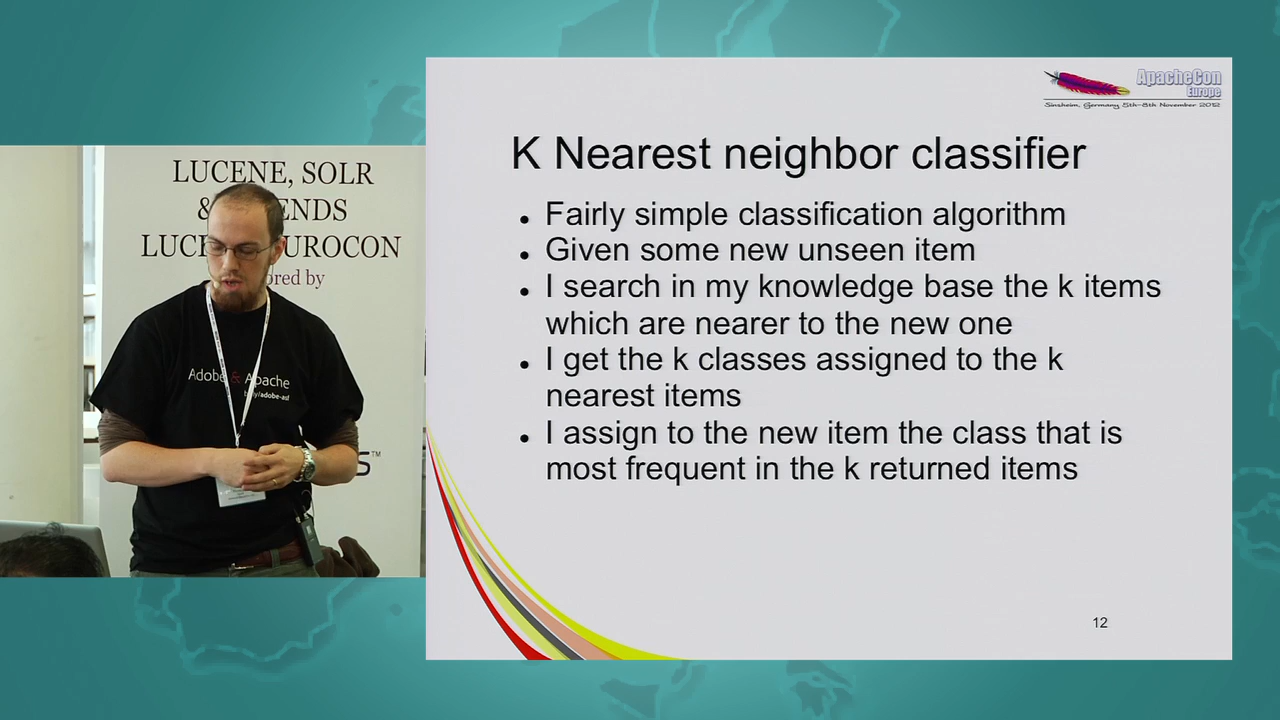 ApacheCon
Europe
Sinsheim, Germany 5th-8th November 2012
K Nearest neighbor classifier
Fairly simple classification algorithm
Given some new unseen item
I search in my knowledge base the k items
which are nearer to the new one
I get the k classes assigned to the k
nearest items
I assign to the new item the class that is
most frequent in the k returned items
12
LUCENE, SOLR
& ENDS
LUC UROCON
ored by
Adobe & Apache
S™